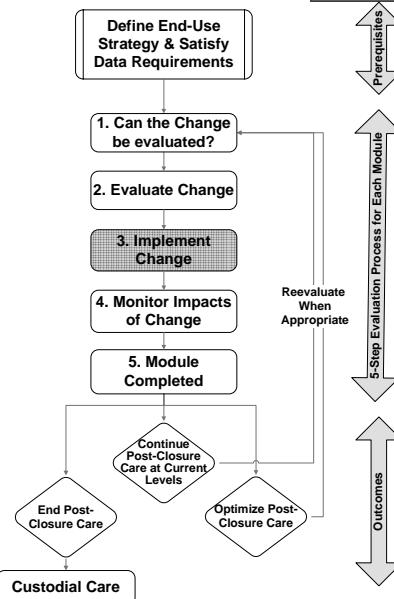 Define End-Use
Strategy & Satisfy
Data Requirements
Prerequisites
1. Can the Change
be evaluated?
2. Evaluate Change
3. Implement
Change
4. Monitor Impacts
of Change
5. Module
Completed
Reevaluate
When
Appropriate
5-Step Evaluation Process for Each Module
Continue
Post-Closure
Care at Current
Levels
End Post-
Closure Care
Optimize Post-
Closure Care
Outcomes
Custodial Care